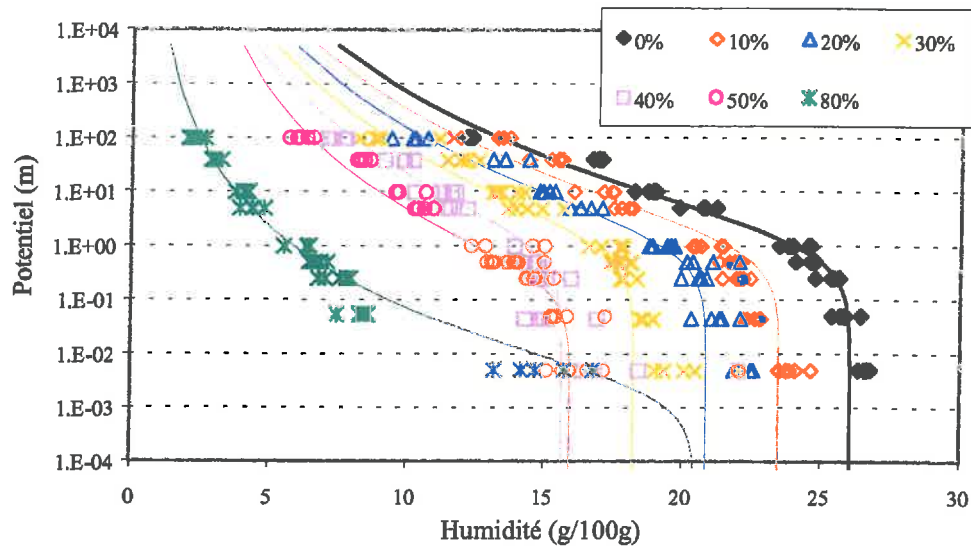 1.E+04
1.E+03
1.E+02
1.E+01
1.E+00
1.E-01
1.E-02
1.E-03
1.E-04
Potentiel (m)
0 5 10 15 20 25 30
Humidité (g/100g)
0% 10% 20% 30%
40% 50% 80%